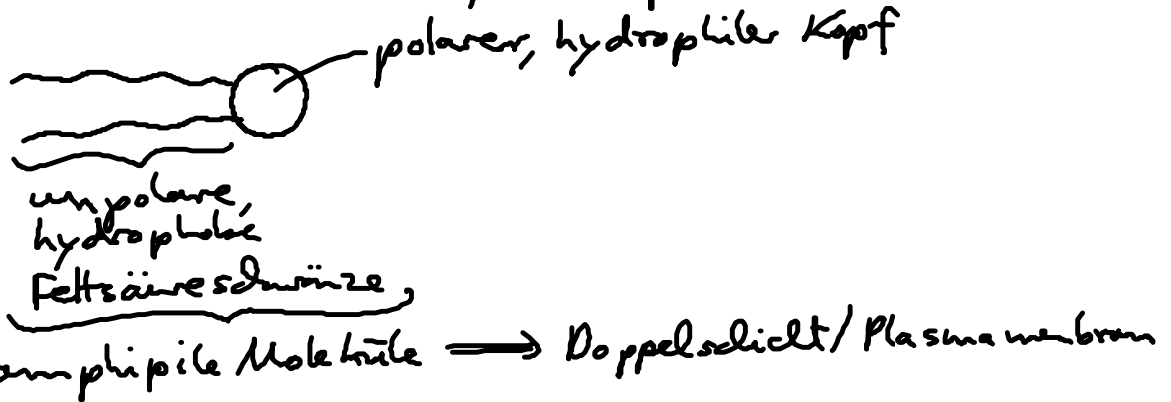 polarer, hydrophiler Kopf
unpolare,
hydrophobe
Fettsäureschwänze
amphipile Moleküle ⟹ Doppelschicht/Plasmamembran